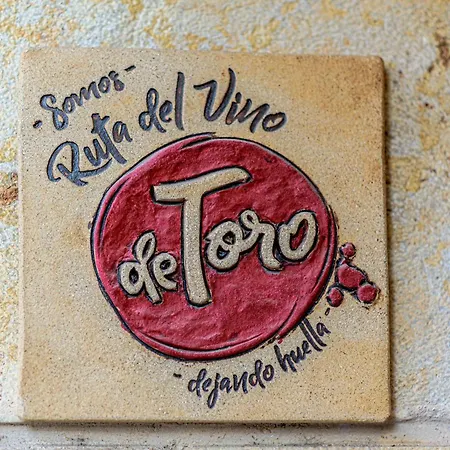 -Somos-
Ruta del Vino
de Toro
-dejando huella-